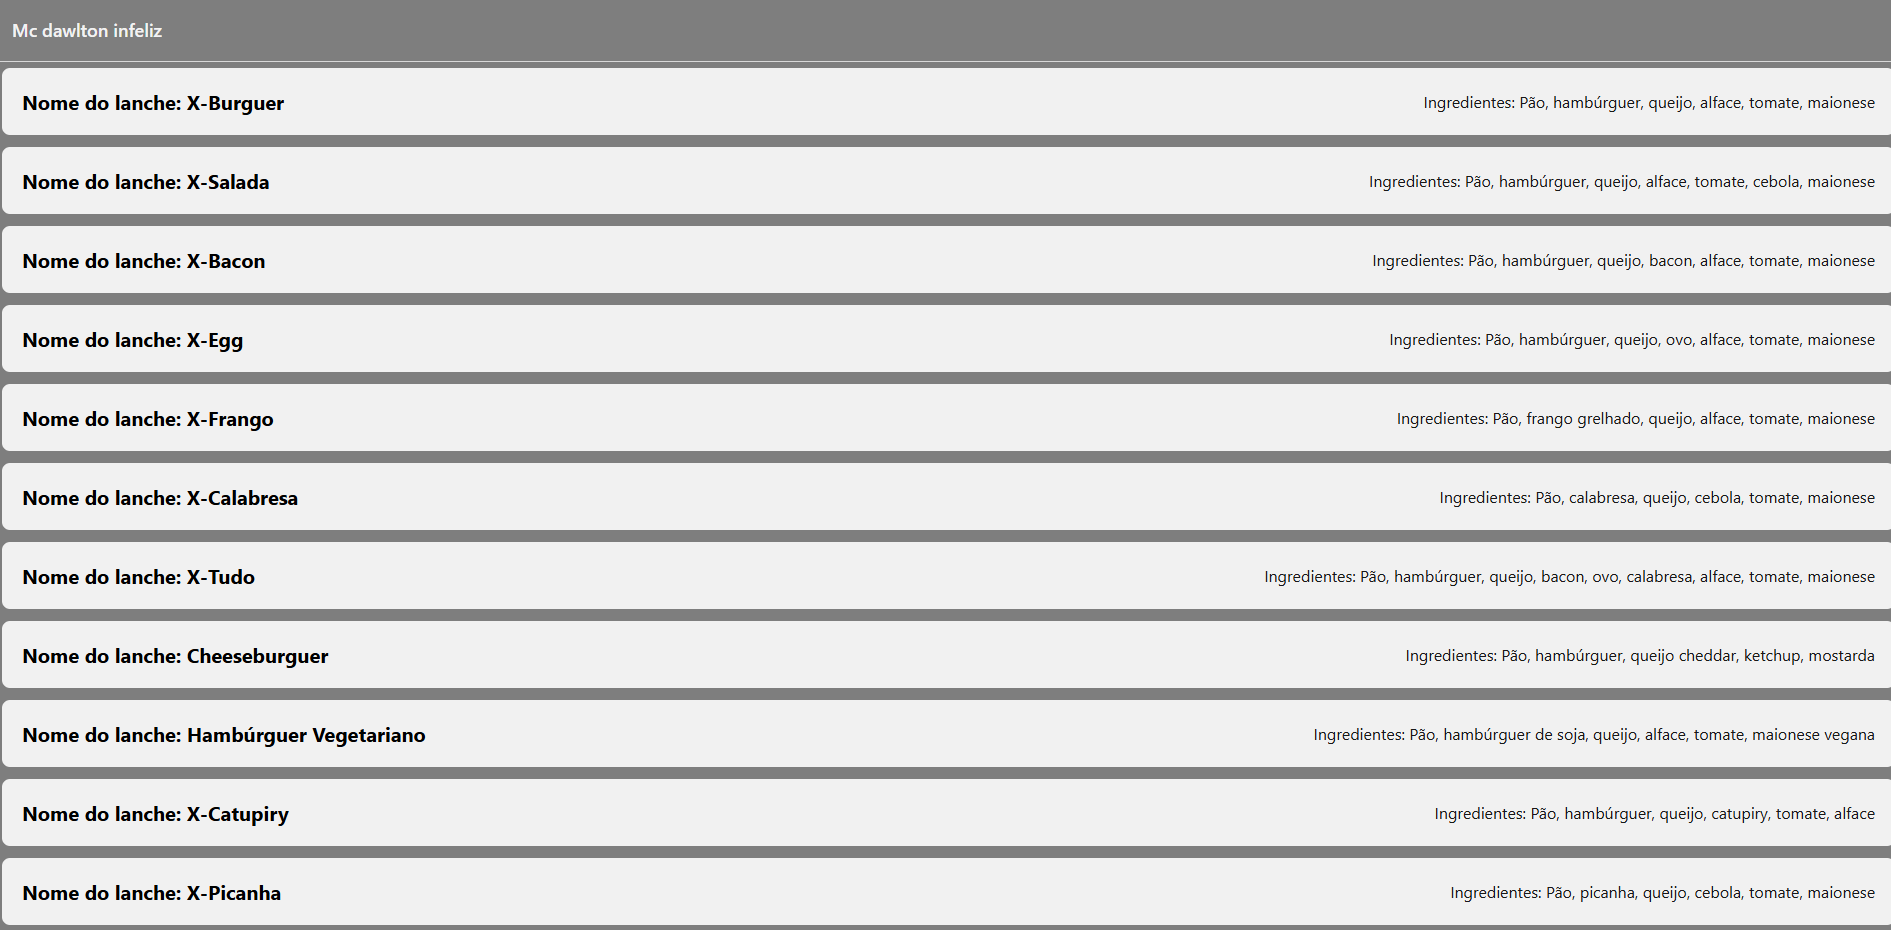 Mc dawlton infeliz
Nome do lanche: X-Burguer Ingredientes: Pão, hambúrguer, queijo, alface, tomate, maionese
Nome do lanche: X-Salada Ingredientes: Pão, hambúrguer, queijo, alface, tomate, cebola, maionese
Nome do lanche: X-Bacon Ingredientes: Pão, hambúrguer, queijo, bacon, alface, tomate, maionese
Nome do lanche: X-Egg Ingredientes: Pão, hambúrguer, queijo, ovo, alface, tomate, maionese
Nome do lanche: X-Frango Ingredientes: Pão, frango grelhado, queijo, alface, tomate, maionese
Nome do lanche: X-Calabresa Ingredientes: Pão, calabresa, queijo, cebola, tomate, maionese
Nome do lanche: X-Tudo Ingredientes: Pão, hambúrguer, queijo, bacon, ovo, calabresa, alface, tomate, maionese
Nome do lanche: Cheeseburguer Ingredientes: Pão, hambúrguer, queijo cheddar, ketchup, mostarda
Nome do lanche: Hambúrguer Vegetariano Ingredientes: Pão, hambúrguer de soja, queijo, alface, tomate, maionese vegana
Nome do lanche: X-Catupiry Ingredientes: Pão, hambúrguer, queijo, catupiry, tomate, alface
Nome do lanche: X-Picanha Ingredientes: Pão, picanha, queijo, cebola, tomate, maionese